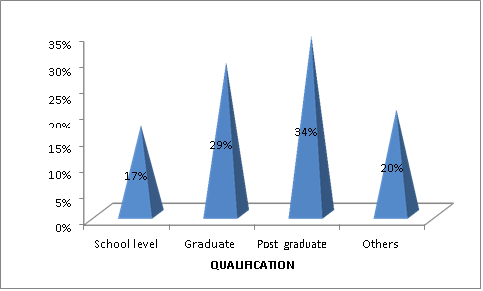 35%
30%
25%
20%
15%
10%
5%
0%
17%
29%
34%
20%
School level
Graduate
Post graduate
Others
QUALIFICATION